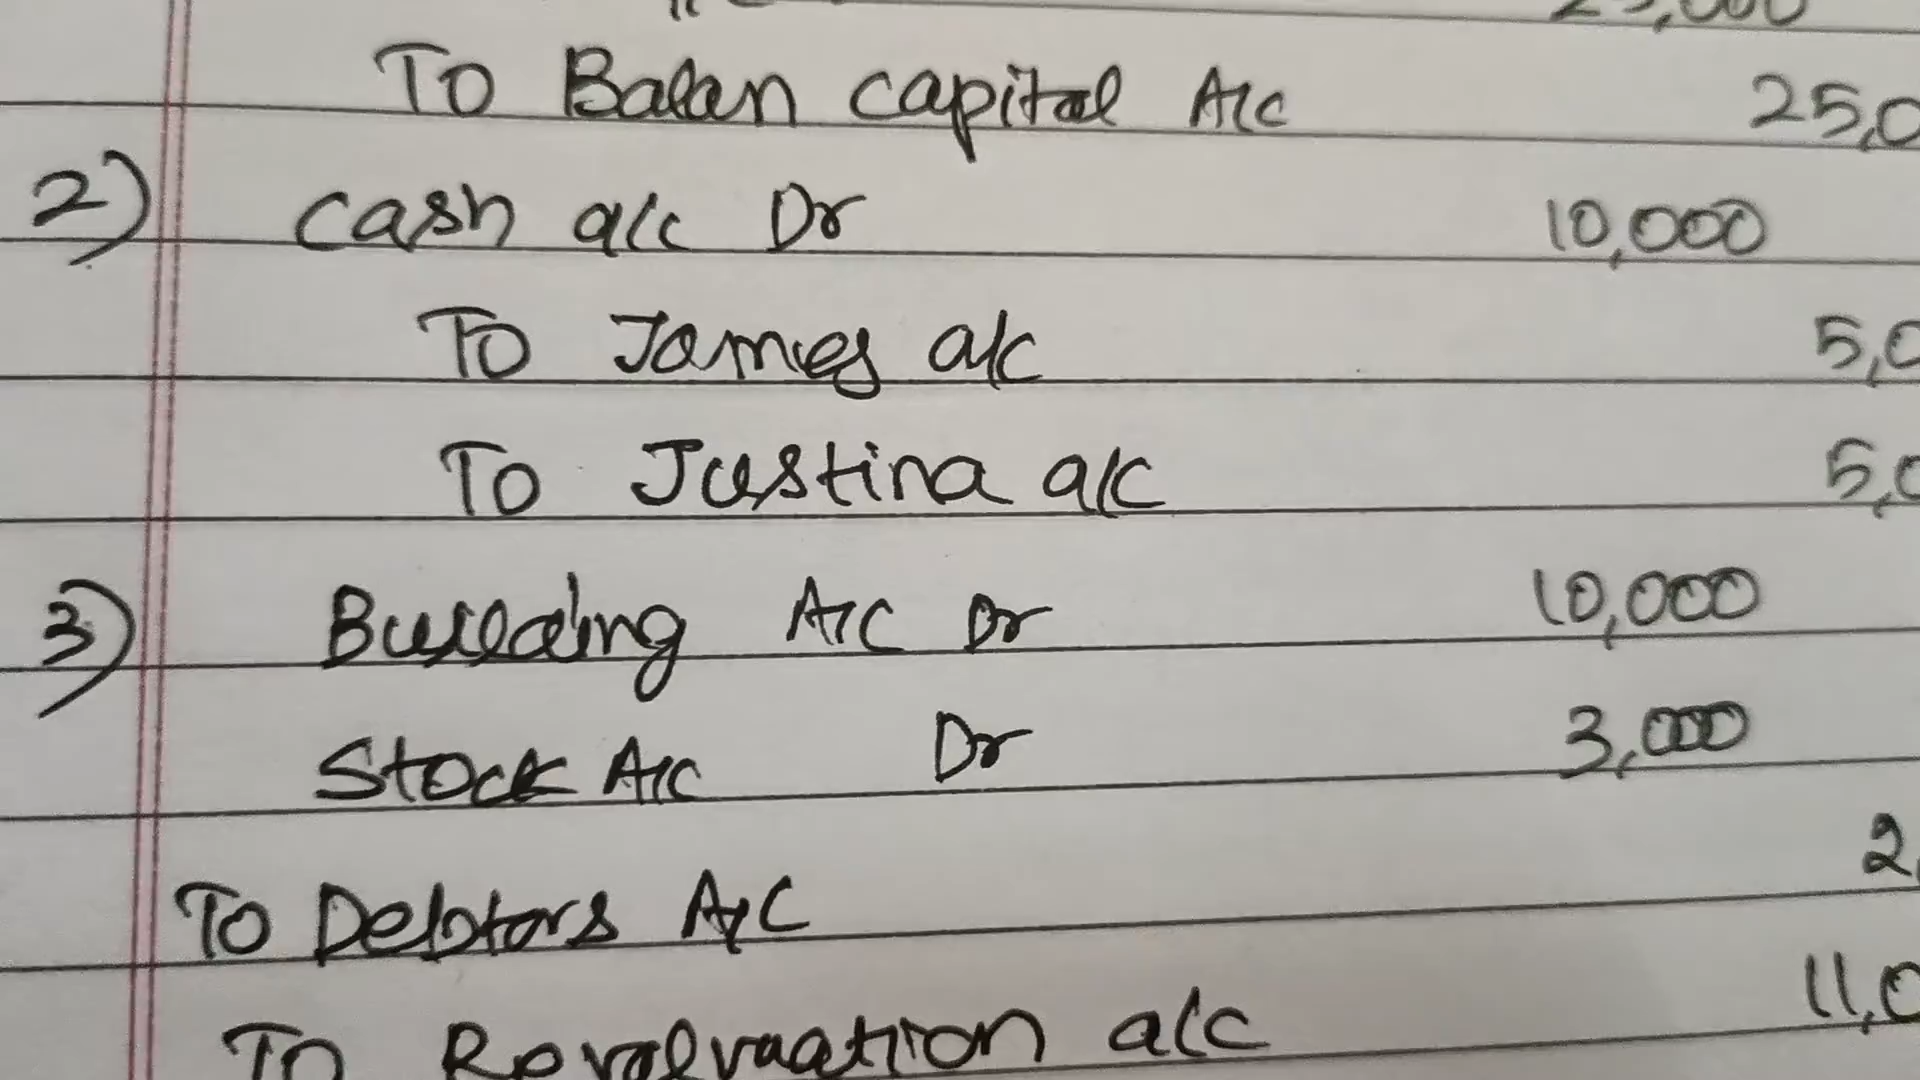 To Balan capital A/c 25,0
2) cash a/c Dr 10,000
To James a/c 5,0
To Justina a/c 5,0
3) Building A/C Dr 10,000
Stock A/C Dr 3,000
2,
To Debtors A/C
11,0
To Revalvaation a/c